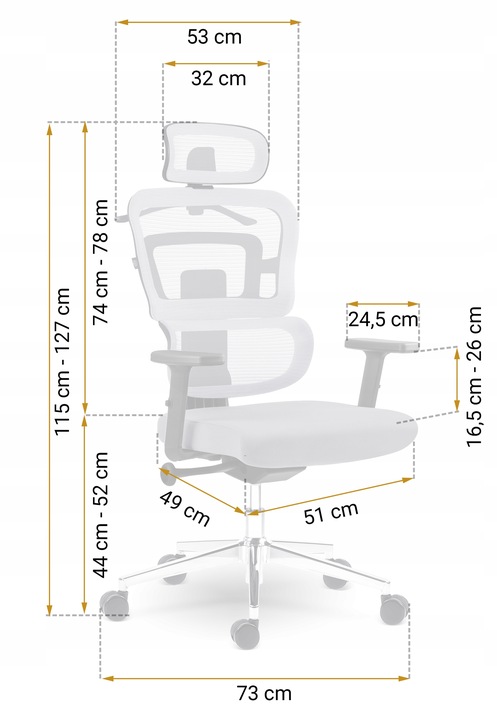 53 cm
32 cm
74 cm - 78 cm
115 cm - 127 cm
24,5 cm
16,5 cm - 26 cm
44 cm - 52 cm
49 cm
51 cm
73 cm